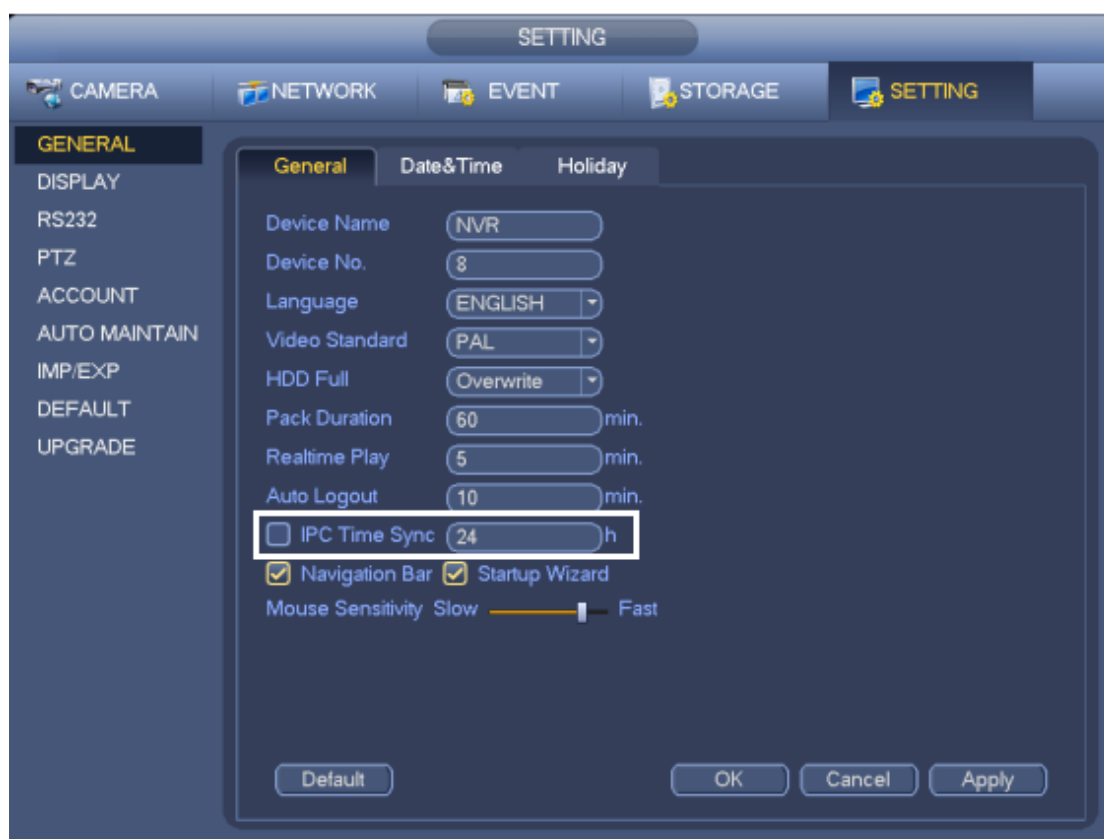 SETTING
CAMERA NETWORK EVENT STORAGE SETTING
GENERAL
DISPLAY
RS232
PTZ
ACCOUNT
AUTO MAINTAIN
IMP/EXP
DEFAULT
UPGRADE
General Date&Time Holiday
Device Name NVR
Device No. 8
Language ENGLISH
Video Standard PAL
HDD Full Overwrite
Pack Duration 60 min.
Realtime Play 5 min.
Auto Logout 10 min.
IPC Time Sync 24 h
Navigation Bar Startup Wizard
Mouse Sensitivity Slow Fast
Default OK Cancel Apply